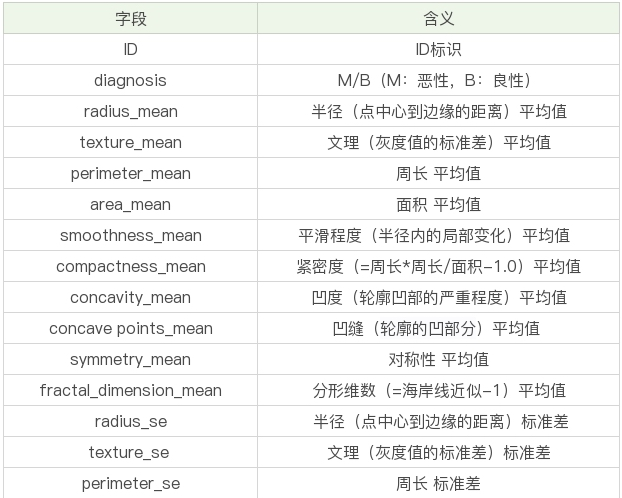 字段 含义
ID ID标识
diagnosis M/B（M：恶性，B：良性）
radius_mean 半径（点中心到边缘的距离）平均值
texture_mean 文理（灰度值的标准差）平均值
perimeter_mean 周长 平均值
area_mean 面积 平均值
smoothness_mean 平滑程度（半径内的局部变化）平均值
compactness_mean 紧密度（=周长*周长/面积-1.0）平均值
concavity_mean 凹度（轮廓凹部的严重程度）平均值
concave points_mean 凹缝（轮廓的凹部分）平均值
symmetry_mean 对称性 平均值
fractal_dimension_mean 分形维数（=海岸线近似-1）平均值
radius_se 半径（点中心到边缘的距离）标准差
texture_se 文理（灰度值的标准差）标准差
perimeter_se 周长 标准差